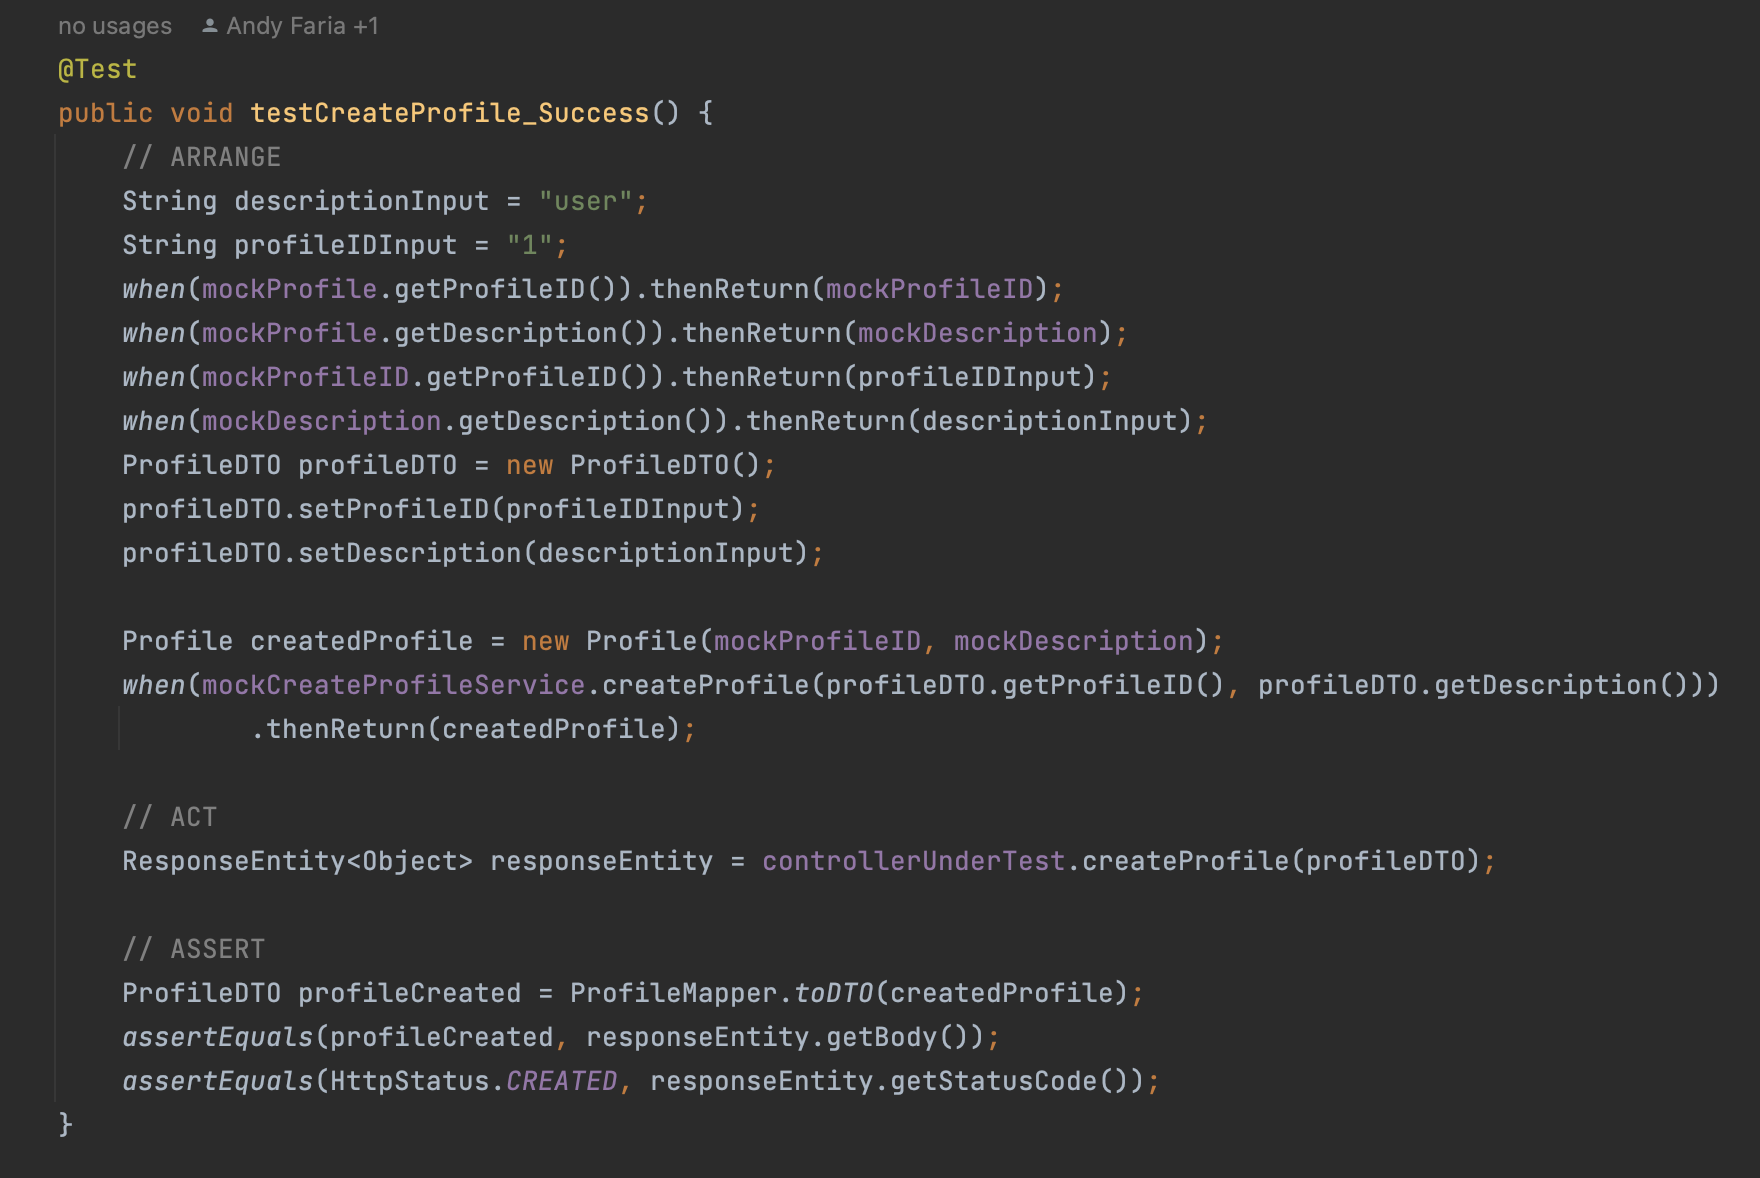 no usages Andy Faria +1
@Test
public void testCreateProfile_Success() {
// ARRANGE
String descriptionInput = "user";
String profileIDInput = "1";
when(mockProfile.getProfileID()).thenReturn(mockProfileID);
when(mockProfile.getDescription()).thenReturn(mockDescription);
when(mockProfileID.getProfileID()).thenReturn(profileIDInput);
when(mockDescription.getDescription()).thenReturn(descriptionInput);
ProfileDTO profileDTO = new ProfileDTO();
profileDTO.setProfileID(profileIDInput);
profileDTO.setDescription(descriptionInput);
Profile createdProfile = new Profile(mockProfileID, mockDescription);
when(mockCreateProfileService.createProfile(profileDTO.getProfileID(), profileDTO.getDescription()))
.thenReturn(createdProfile);
// ACT
ResponseEntity<Object> responseEntity = controllerUnderTest.createProfile(profileDTO);
// ASSERT
ProfileDTO profileCreated = ProfileMapper.toDTO(createdProfile);
assertEquals(profileCreated, responseEntity.getBody());
assertEquals(HttpStatus.CREATED, responseEntity.getStatusCode());
}